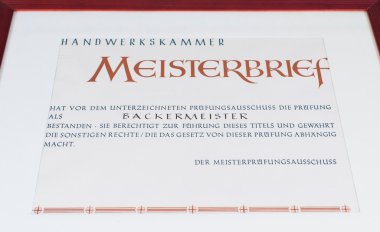 HANDWERKSKAMMER
MEISTERBRIEF
HAT VOR DEM UNTERZEICHNETEN PRÜFUNGSAUSSCHUSS DIE PRÜFUNG
ALS BÄCKERMEISTER
BESTANDEN · SIE BERECHTIGT ZUR FÜHRUNG DIESES TITELS UND GEWÄHRT
DIE SONSTIGEN RECHTE / DIE DAS GESETZ VON DIESER PRÜFUNG ABHÄNGIG
MACHT.
DER MEISTERPRÜFUNGSAUSSCHUSS